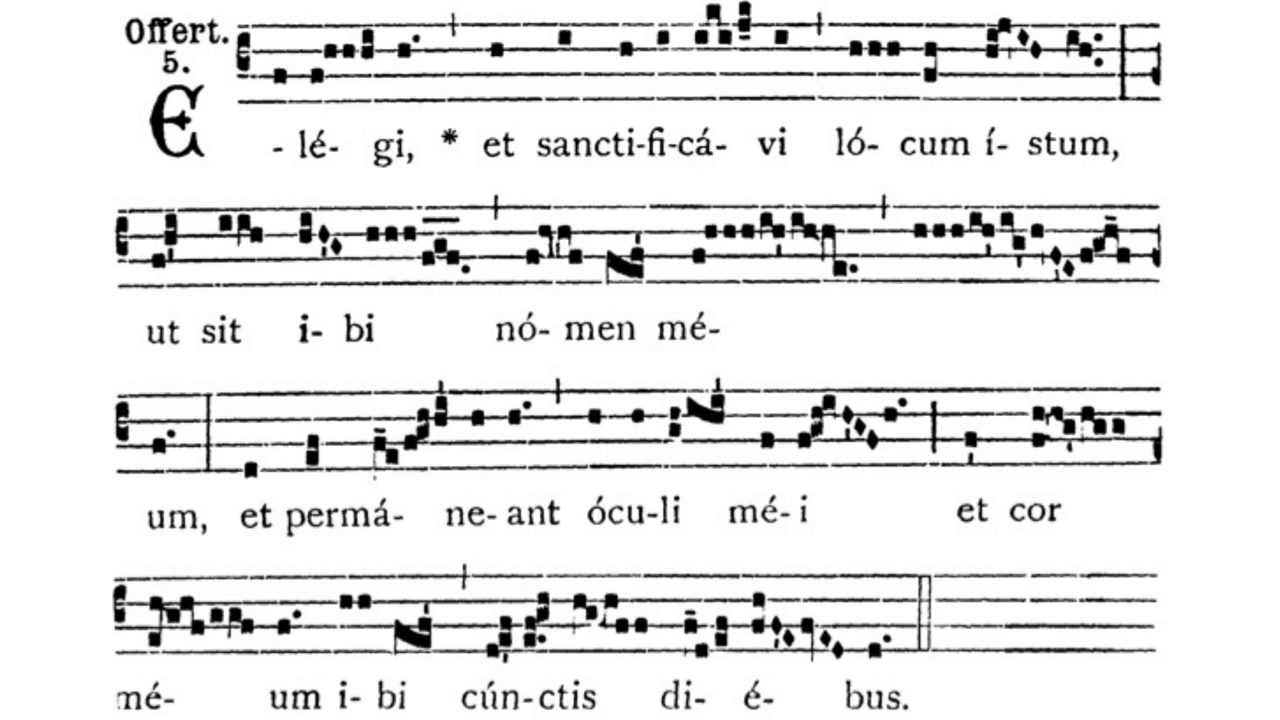 Offert.
5.
E - lé- gi, * et sancti-fi-cá- vi ló- cum í- stum,
ut sit i- bi nó- men mé-
um, et permá- ne- ant ócu-li mé- i et cor
mé- um i- bi cún-ctis di- é- bus.